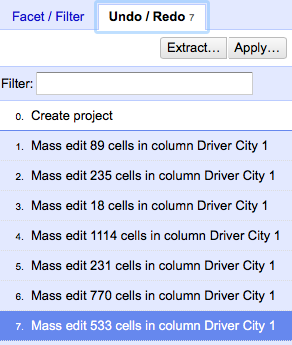 Facet / Filter Undo / Redo 7
Extract... Apply...
Filter:
0. Create project
1. Mass edit 89 cells in column Driver City 1
2. Mass edit 235 cells in column Driver City 1
3. Mass edit 18 cells in column Driver City 1
4. Mass edit 1114 cells in column Driver City 1
5. Mass edit 231 cells in column Driver City 1
6. Mass edit 770 cells in column Driver City 1
7. Mass edit 533 cells in column Driver City 1